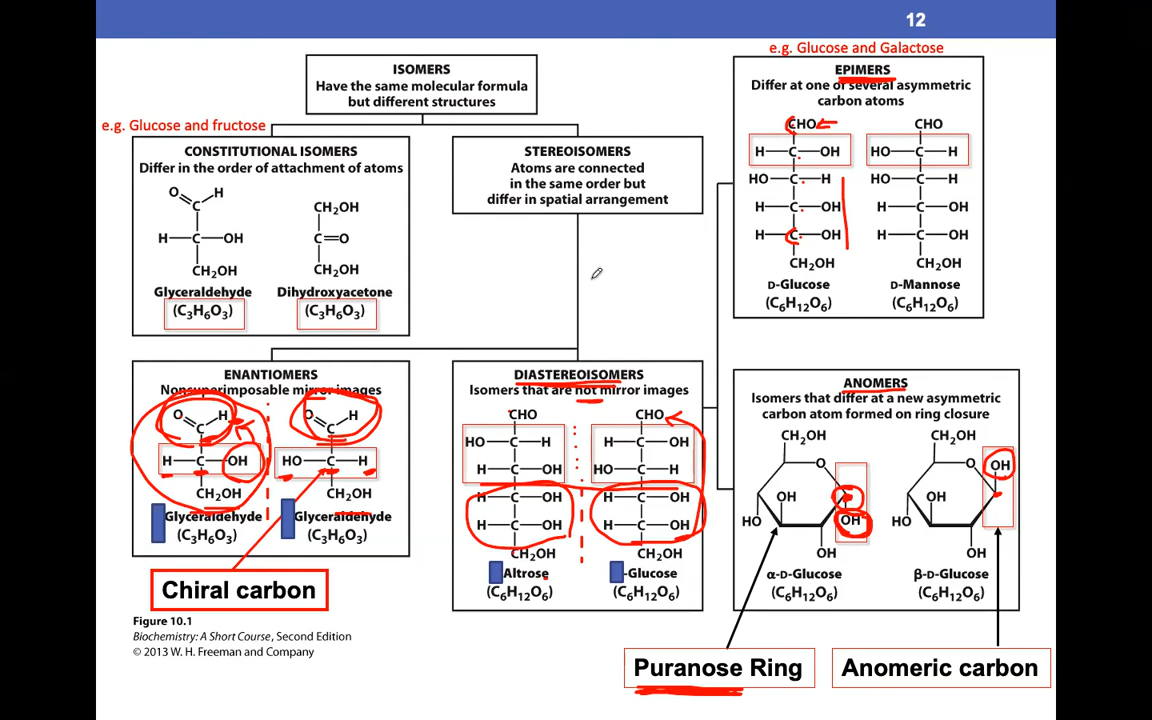 12
ISOMERS
Have the same molecular formula
but different structures
e.g. Glucose and fructose
CONSTITUTIONAL ISOMERS
Differ in the order of attachment of atoms
O H
C
H—C—OH
CH₂OH
Glyceraldehyde
(C₃H₆O₃)
CH₂OH
C=O
CH₂OH
Dihydroxyacetone
(C₃H₆O₃)
STEREOISOMERS
Atoms are connected
in the same order but
differ in spatial arrangement
e.g. Glucose and Galactose
EPIMERS
Differ at one of several asymmetric
carbon atoms
CHO
H—C—OH
HO—C—H
H—C—OH
H—C—OH
CH₂OH
D-Glucose
(C₆H₁₂O₆)
CHO
HO—C—H
HO—C—H
H—C—OH
H—C—OH
CH₂OH
D-Mannose
(C₆H₁₂O₆)
ENANTIOMERS
Nonsuperimposable mirror images
O H
C
H—C—OH
CH₂OH
Glyceraldehyde
(C₃H₆O₃)
O H
C
HO—C—H
CH₂OH
Glyceraldehyde
(C₃H₆O₃)
Chiral carbon
DIASTEREOISOMERS
Isomers that are not mirror images
CHO
HO—C—H
H—C—OH
H—C—OH
H—C—OH
CH₂OH
Altrose
(C₆H₁₂O₆)
CHO
H—C—OH
HO—C—H
H—C—OH
H—C—OH
CH₂OH
-Glucose
(C₆H₁₂O₆)
ANOMERS
Isomers that differ at a new asymmetric
carbon atom formed on ring closure
CH₂OH
O
OH
HO OH
OH
α-D-Glucose
(C₆H₁₂O₆)
CH₂OH
O OH
OH
HO
OH
β-D-Glucose
(C₆H₁₂O₆)
Puranose Ring
Anomeric carbon
Figure 10.1
Biochemistry: A Short Course, Second Edition
© 2013 W. H. Freeman and Company